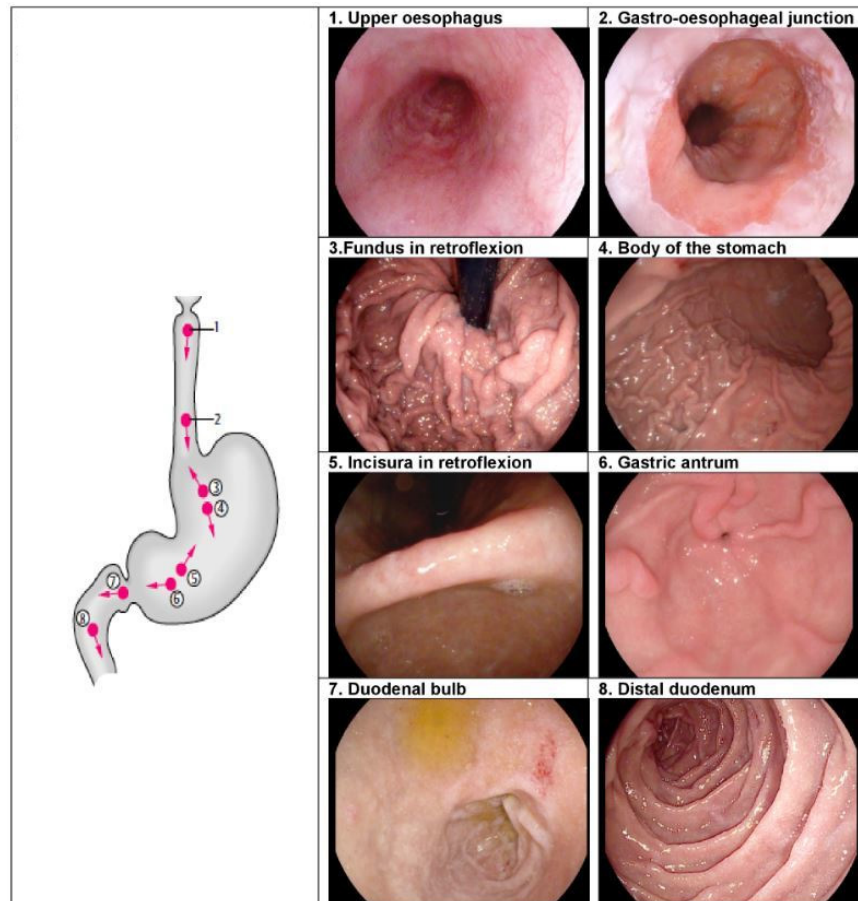 1. Upper oesophagus
2. Gastro-oesophageal junction
3.Fundus in retroflexion
4. Body of the stomach
1
2
3
4
5
6
7
8
5. Incisura in retroflexion
6. Gastric antrum
7. Duodenal bulb
8. Distal duodenum